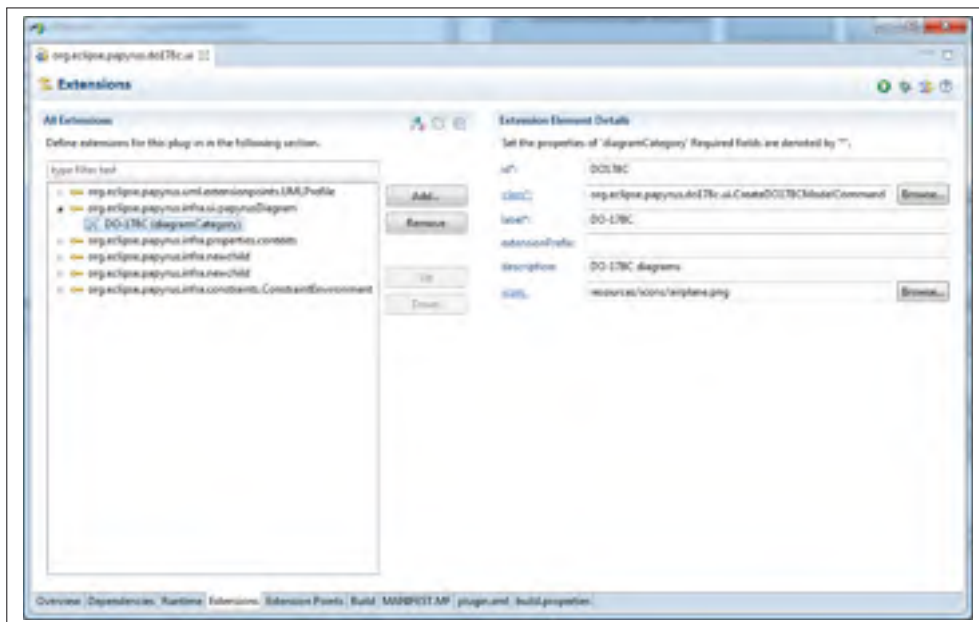 org.eclipse.papyrus.do178c.ui
Extensions
All Extensions
Define extensions for this plug-in in the following section.
type filter text
org.eclipse.papyrus.uml.extensionpoints.UMLProfile
org.eclipse.papyrus.infra.ui.papyrusDiagram
DO-178C (diagramCategory)
org.eclipse.papyrus.infra.properties.contexts
org.eclipse.papyrus.infra.newchild
org.eclipse.papyrus.infra.newchild
org.eclipse.papyrus.infra.constraints.ConstraintEnvironment
Add...
Remove
Up
Down
Extension Element Details
Set the properties of 'diagramCategory' Required fields are denoted by "*".
id*: DO178C
class*: org.eclipse.papyrus.do178c.ui.CreateDO178CModelCommand Browse...
label*: DO-178C
extensionPrefix:
description: DO-178C diagrams
icon: resources/icons/airplane.png Browse...
Overview Dependencies Runtime Extensions Extension Points Build MANIFEST.MF plugin.xml build.properties